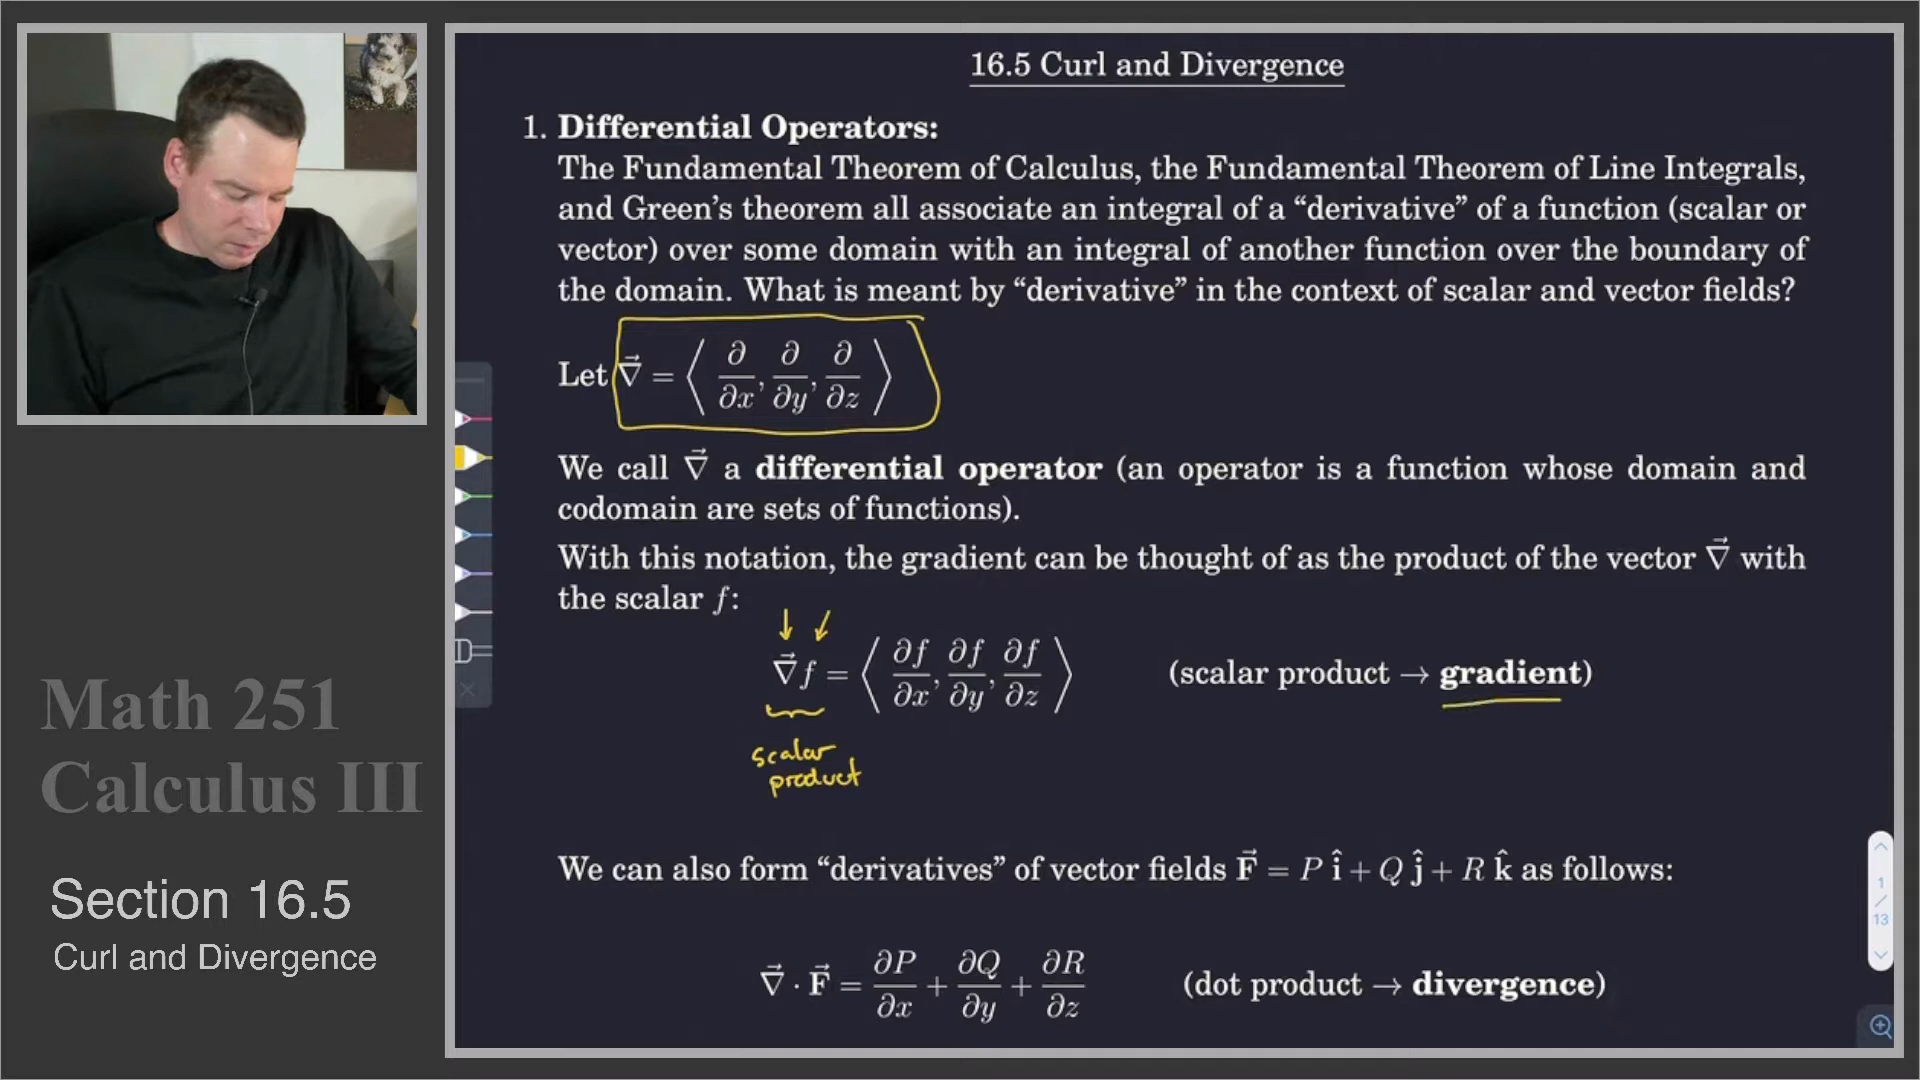 16.5 Curl and Divergence
1. Differential Operators:
The Fundamental Theorem of Calculus, the Fundamental Theorem of Line Integrals,
and Green's theorem all associate an integral of a “derivative” of a function (scalar or
vector) over some domain with an integral of another function over the boundary of
the domain. What is meant by “derivative” in the context of scalar and vector fields?
Let ∇⃗ = ⟨ ∂/∂x, ∂/∂y, ∂/∂z ⟩
We call ∇⃗ a differential operator (an operator is a function whose domain and
codomain are sets of functions).
With this notation, the gradient can be thought of as the product of the vector ∇⃗ with
the scalar f:
↓ ↙
∇⃗f = ⟨ ∂f/∂x, ∂f/∂y, ∂f/∂z ⟩ (scalar product → gradient)
scalar
product
We can also form “derivatives” of vector fields F⃗ = P î + Q ĵ + R k̂ as follows:
∇⃗ · F⃗ = ∂P/∂x + ∂Q/∂y + ∂R/∂z (dot product → divergence)
Math 251
Calculus III
Section 16.5
Curl and Divergence
1
/
13